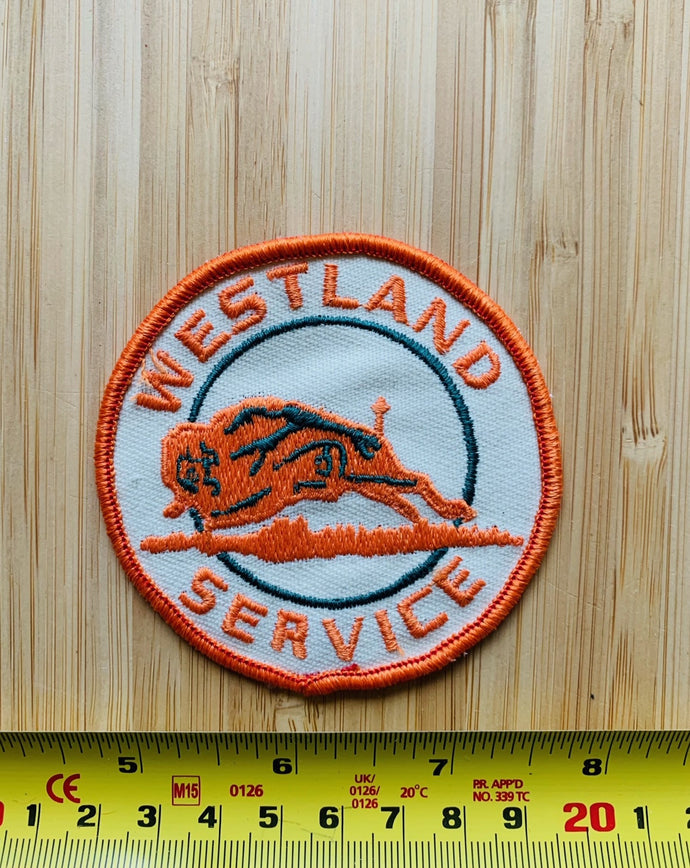 WESTLAND
SERVICE
5 6 7 8
CE M15 0126 UK/ 0126/ 0126 20°C P.R. APP'D NO. 339 TC
1 2 3 4 5 6 7 8 9 20 1 2